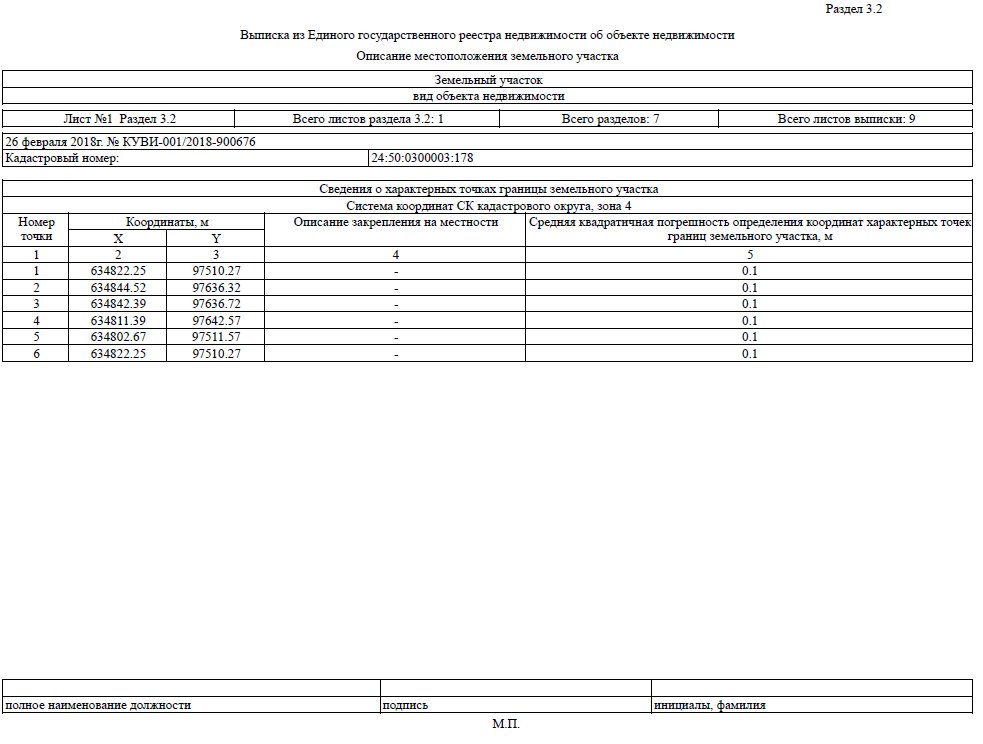 Раздел 3.2
Выписка из Единого государственного реестра недвижимости об объекте недвижимости
Описание местоположения земельного участка
Земельный участок
вид объекта недвижимости
Лист №1 Раздел 3.2 Всего листов раздела 3.2: 1 Всего разделов: 7 Всего листов выписки: 9
26 февраля 2018г. № КУВИ-001/2018-900676
Кадастровый номер: 24:50:0300003:178
Сведения о характерных точках границы земельного участка
Система координат СК кадастрового округа, зона 4
Номер точки Координаты, м Описание закрепления на местности Средняя квадратичная погрешность определения координат характерных точек границ земельного участка, м
X Y
1 2 3 4 5
1 634822.25 97510.27 - 0.1
2 634844.52 97636.32 - 0.1
3 634842.39 97636.72 - 0.1
4 634811.39 97642.57 - 0.1
5 634802.67 97511.57 - 0.1
6 634822.25 97510.27 - 0.1
полное наименование должности подпись инициалы, фамилия
М.П.